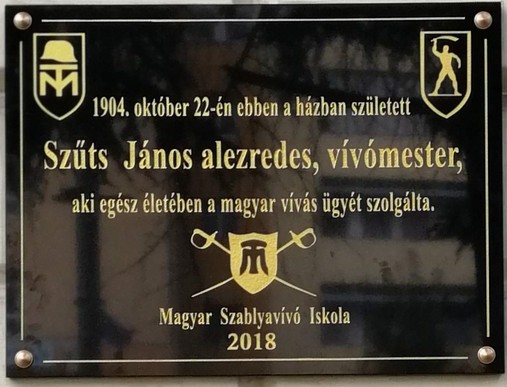 1904. október 22-én ebben a házban született
Szűts János alezredes, vívómester,
aki egész életében a magyar vívás ügyét szolgálta.
Magyar Szablyavívó Iskola
2018